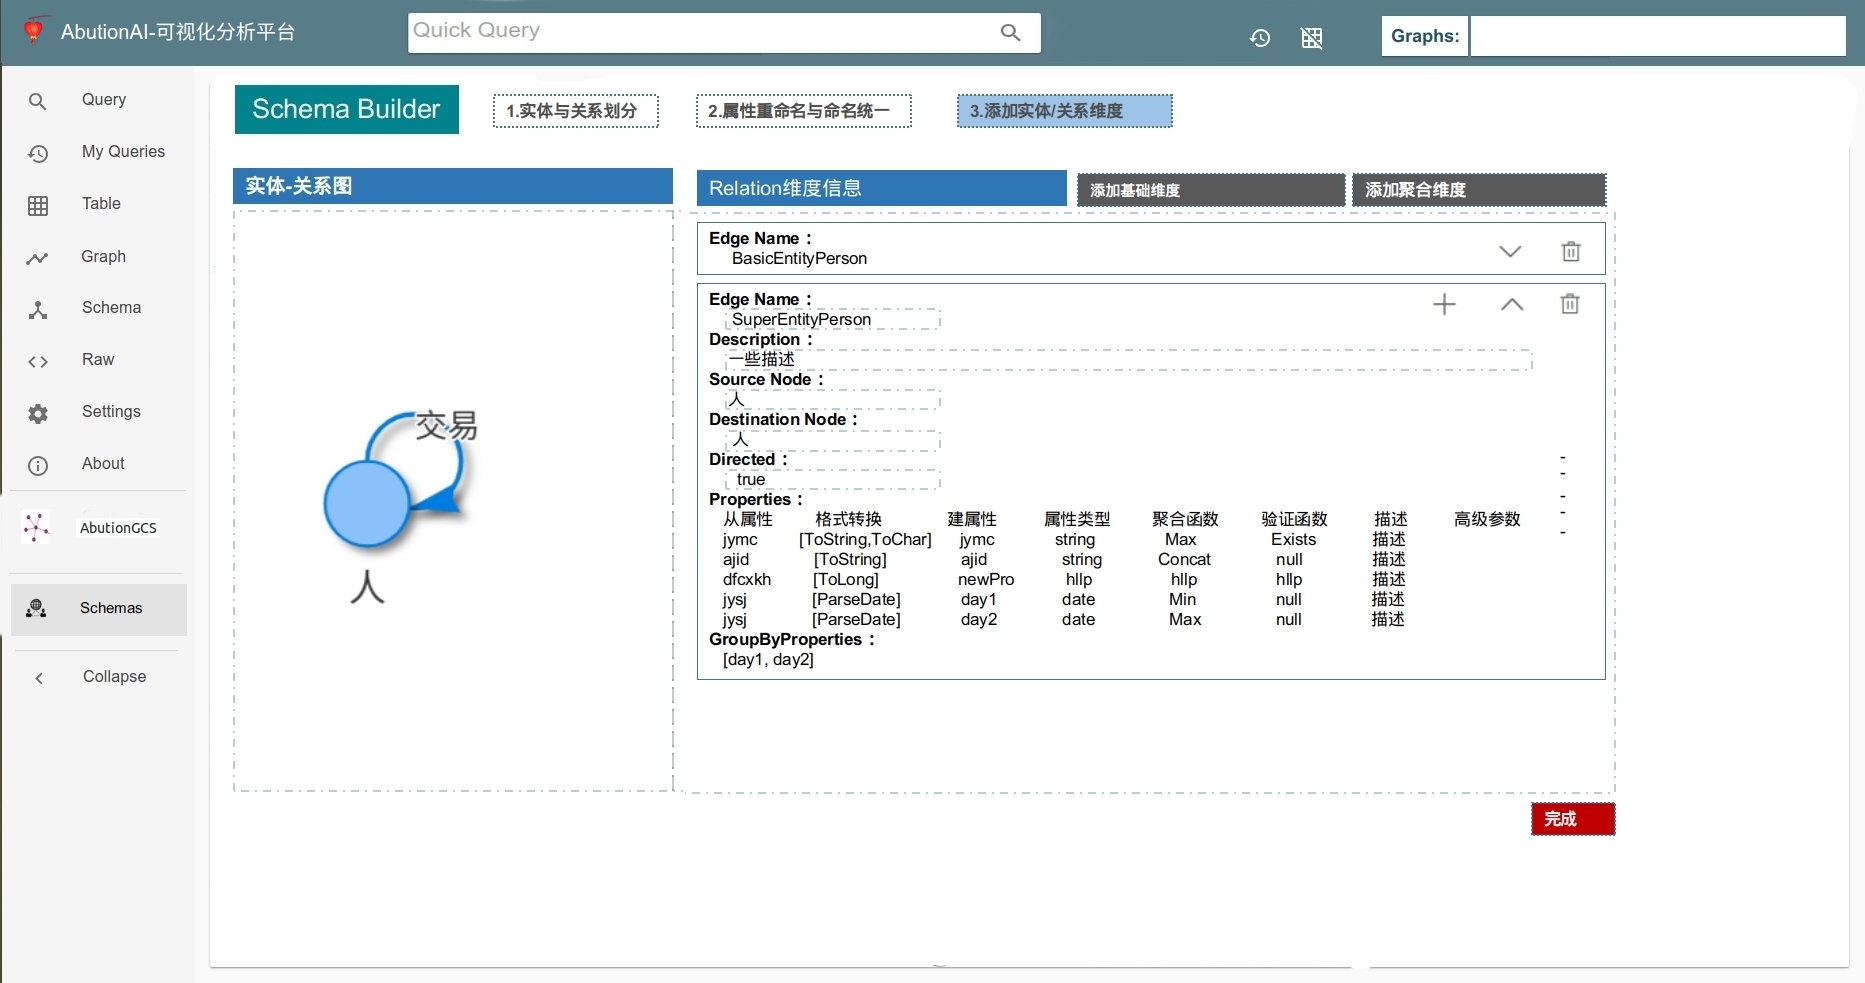 AbutionAI-可视化分析平台
Quick Query
Graphs:
Query
My Queries
Table
Graph
Schema
Raw
Settings
About
AbutionGCS
Schemas
Collapse
Schema Builder
1.实体与关系划分
2.属性重命名与命名统一
3.添加实体/关系维度
实体-关系图
交易
人
Relation维度信息
添加基础维度
添加聚合维度
Edge Name：
BasicEntityPerson
Edge Name：
SuperEntityPerson
Description：
一些描述
Source Node：
人
Destination Node：
人
Directed：
true
Properties：
从属性 格式转换 建属性 属性类型 聚合函数 验证函数 描述 高级参数
jymc [ToString,ToChar] jymc string Max Exists 描述
ajid [ToString] ajid string Concat null 描述
dfcxkh [ToLong] newPro hllp hllp hllp 描述
jysj [ParseDate] day1 date Min null 描述
jysj [ParseDate] day2 date Max null 描述
GroupByProperties：
[day1, day2]
-
-
-
-
-
完成